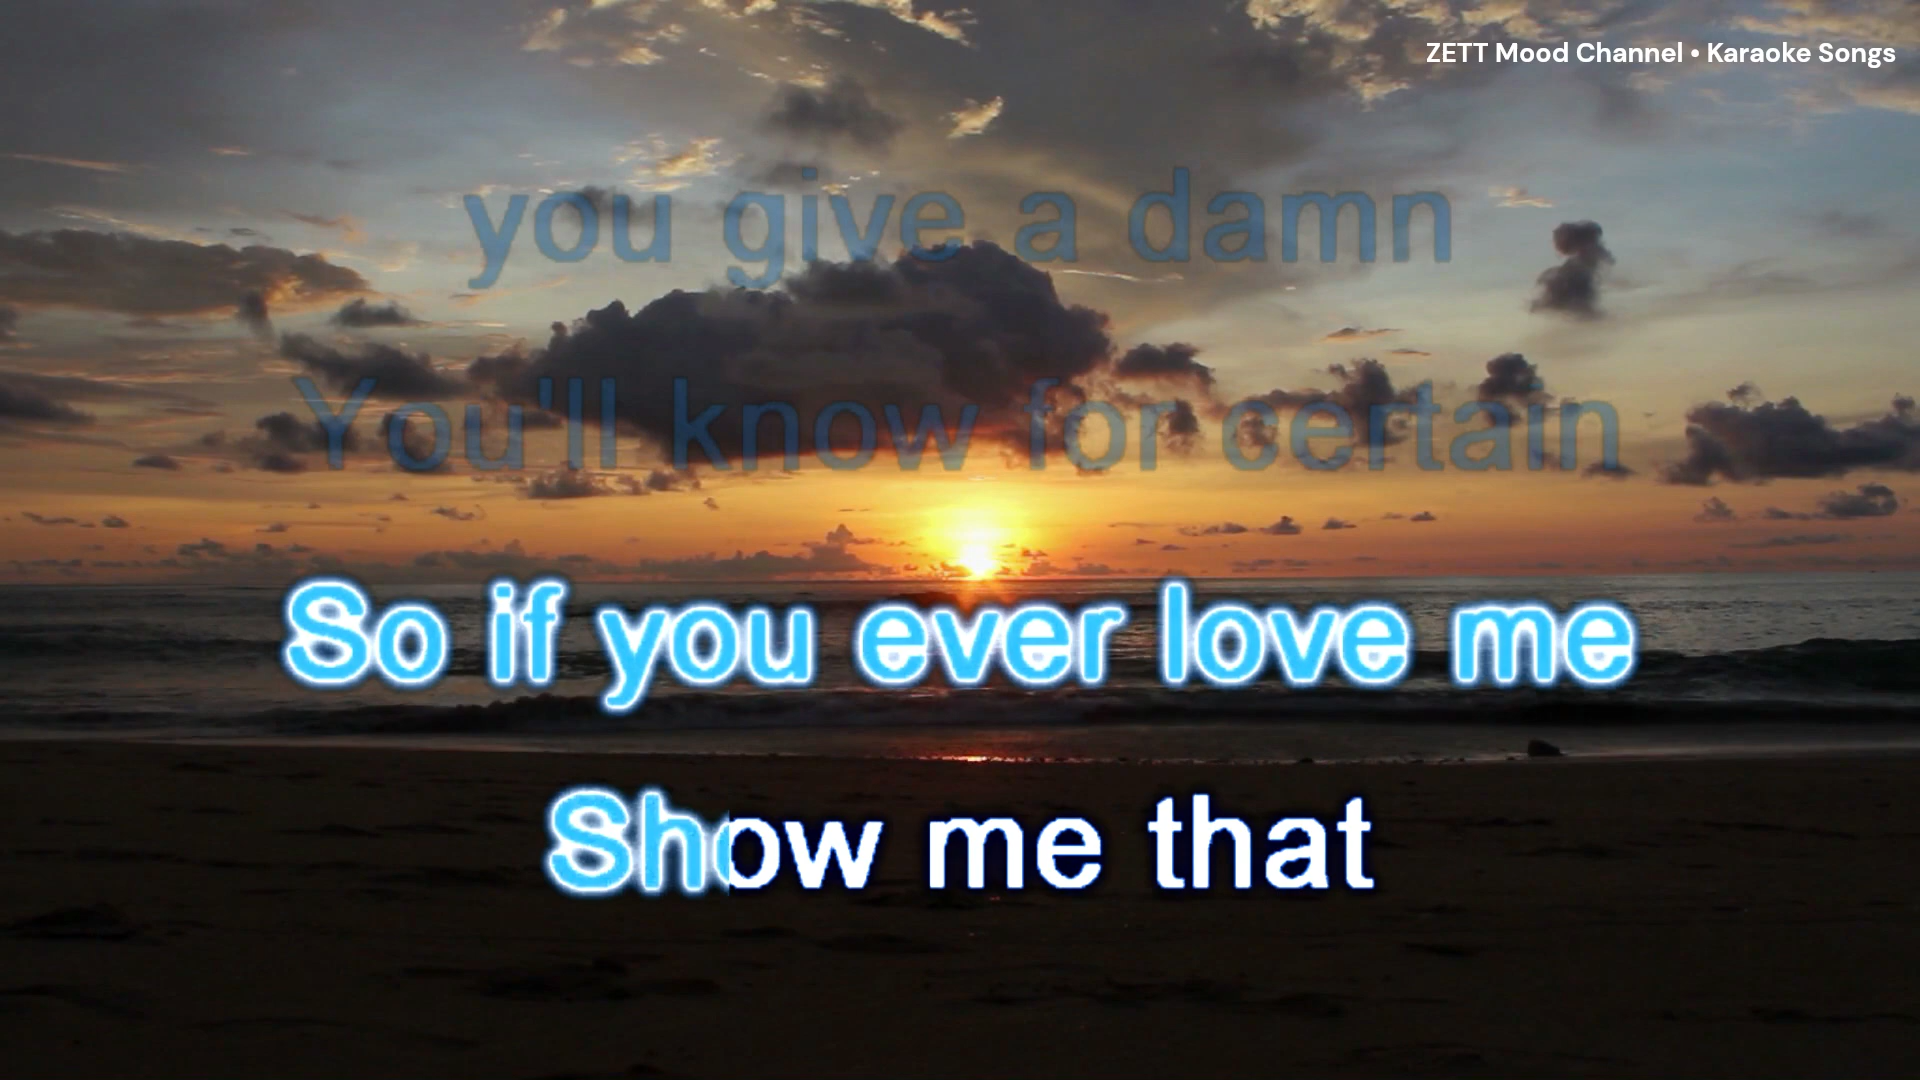 ZETT Mood Channel • Karaoke Songs
you give a damn
You'll know for certain
So if you ever love me
Show me that